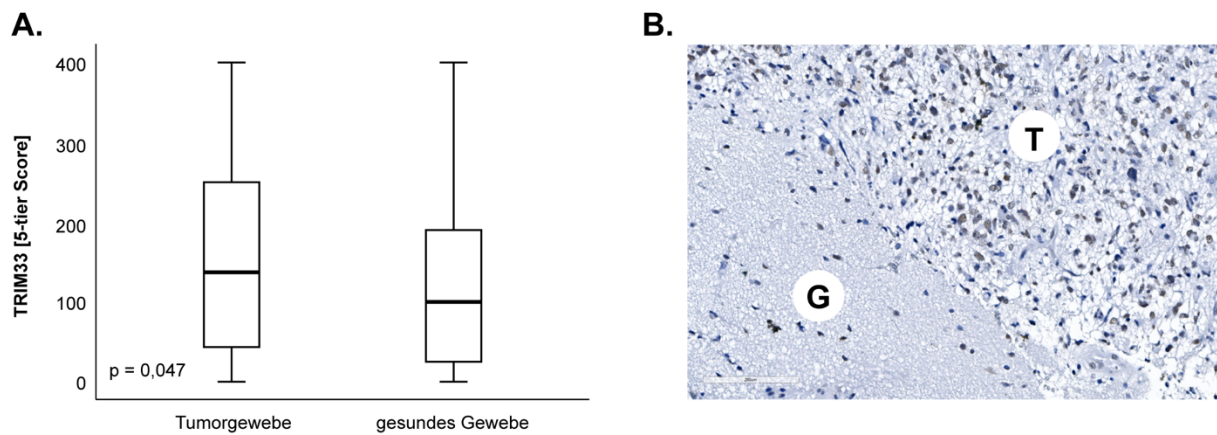 A.
B.
TRIM33 [5-tier Score]
400
300
200
100
0
p = 0,047
Tumorgewebe
gesundes Gewebe
T
G